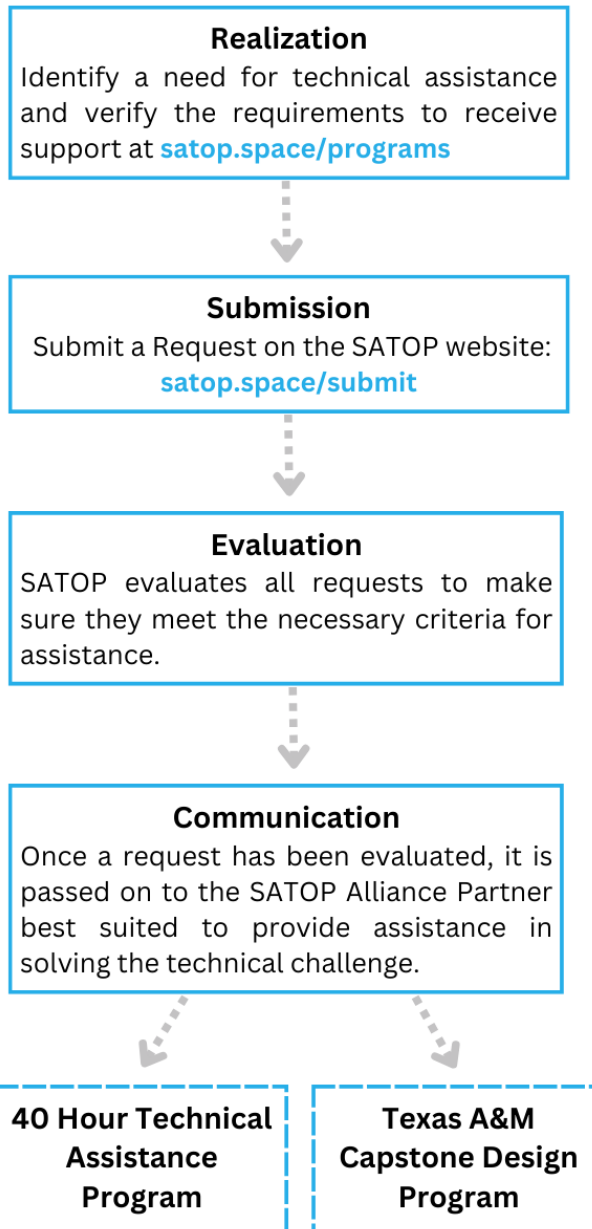 Realization
Identify a need for technical assistance
and verify the requirements to receive
support at satop.space/programs
Submission
Submit a Request on the SATOP website:
satop.space/submit
Evaluation
SATOP evaluates all requests to make
sure they meet the necessary criteria for
assistance.
Communication
Once a request has been evaluated, it is
passed on to the SATOP Alliance Partner
best suited to provide assistance in
solving the technical challenge.
40 Hour Technical
Assistance
Program
Texas A&M
Capstone Design
Program